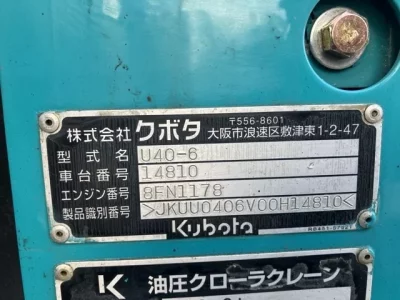 〒556-8601
株式会社クボタ 大阪市浪速区敷津東1-2-47
型式名 U40-6
車台番号 14810
エンジン番号 8FN1178
製品識別番号 >JKUU0406V00H14810<
Kubota
K 油圧クローラクレーン